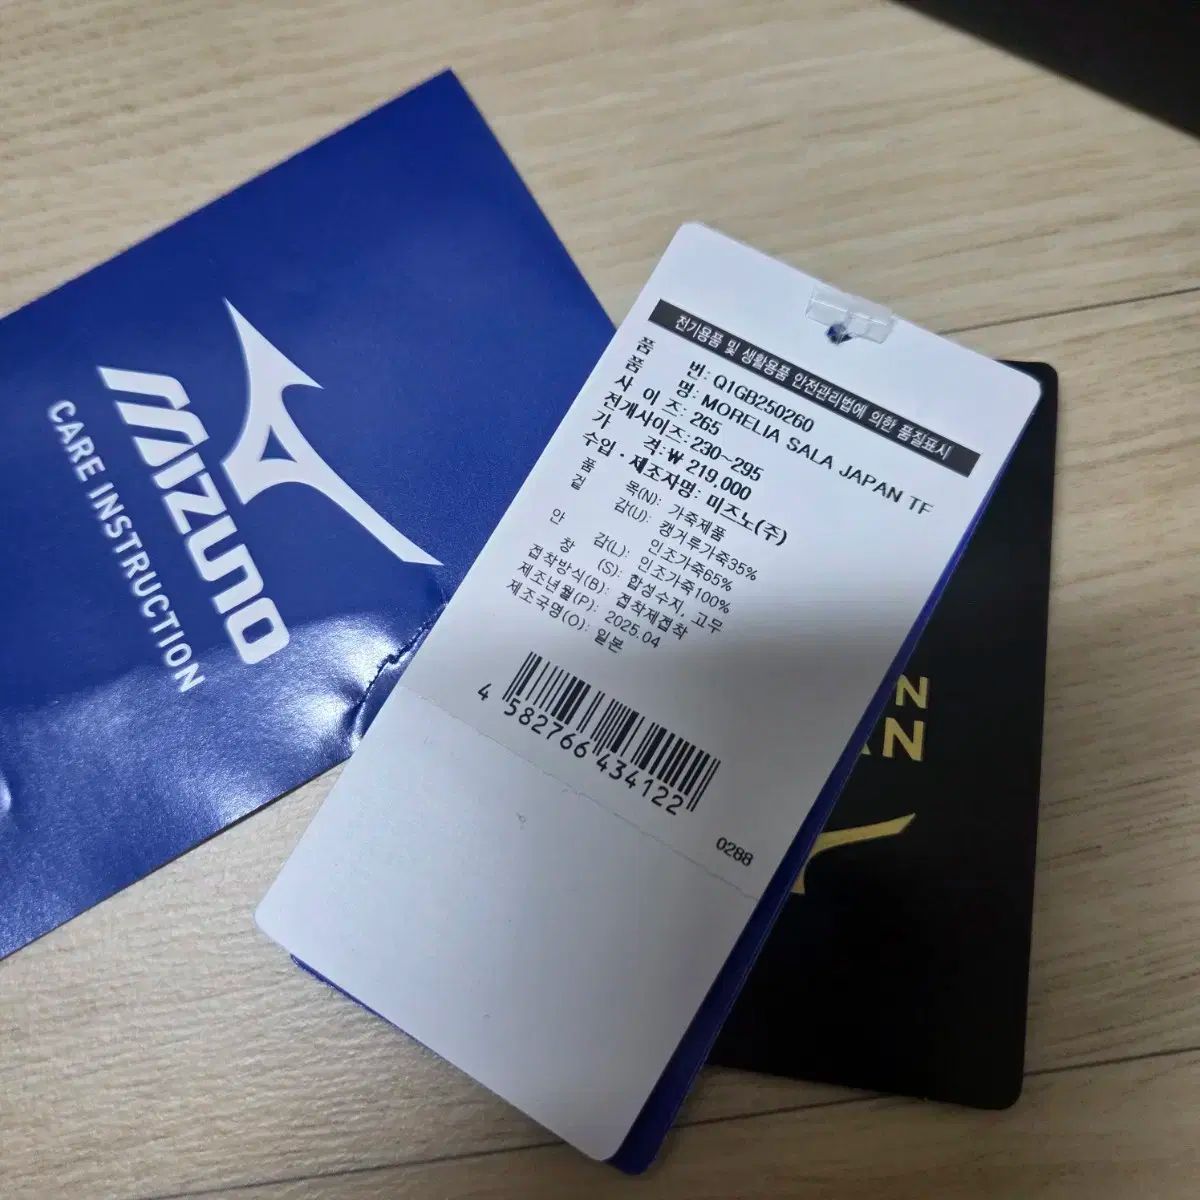 MIZUNO
CARE INSTRUCTION
전기용품 및 생활용품 안전관리법에 의한 품질표시
품 번: Q1GB250260
품 명: MORELIA SALA JAPAN TF
사 이 즈: 265
전개사이즈: 230~295
가 격: ₩ 219,000
수입·제조자명: 미즈노(주)
품 목(N): 가죽제품
겉 감(U): 캥거루가죽35%
인조가죽65%
안 감(L): 인조가죽100%
창 (S): 합성수지, 고무
접착방식(B): 접착제접착
제조년월(P): 2025.04
제조국명(O): 일본
4 582766 434122
0288